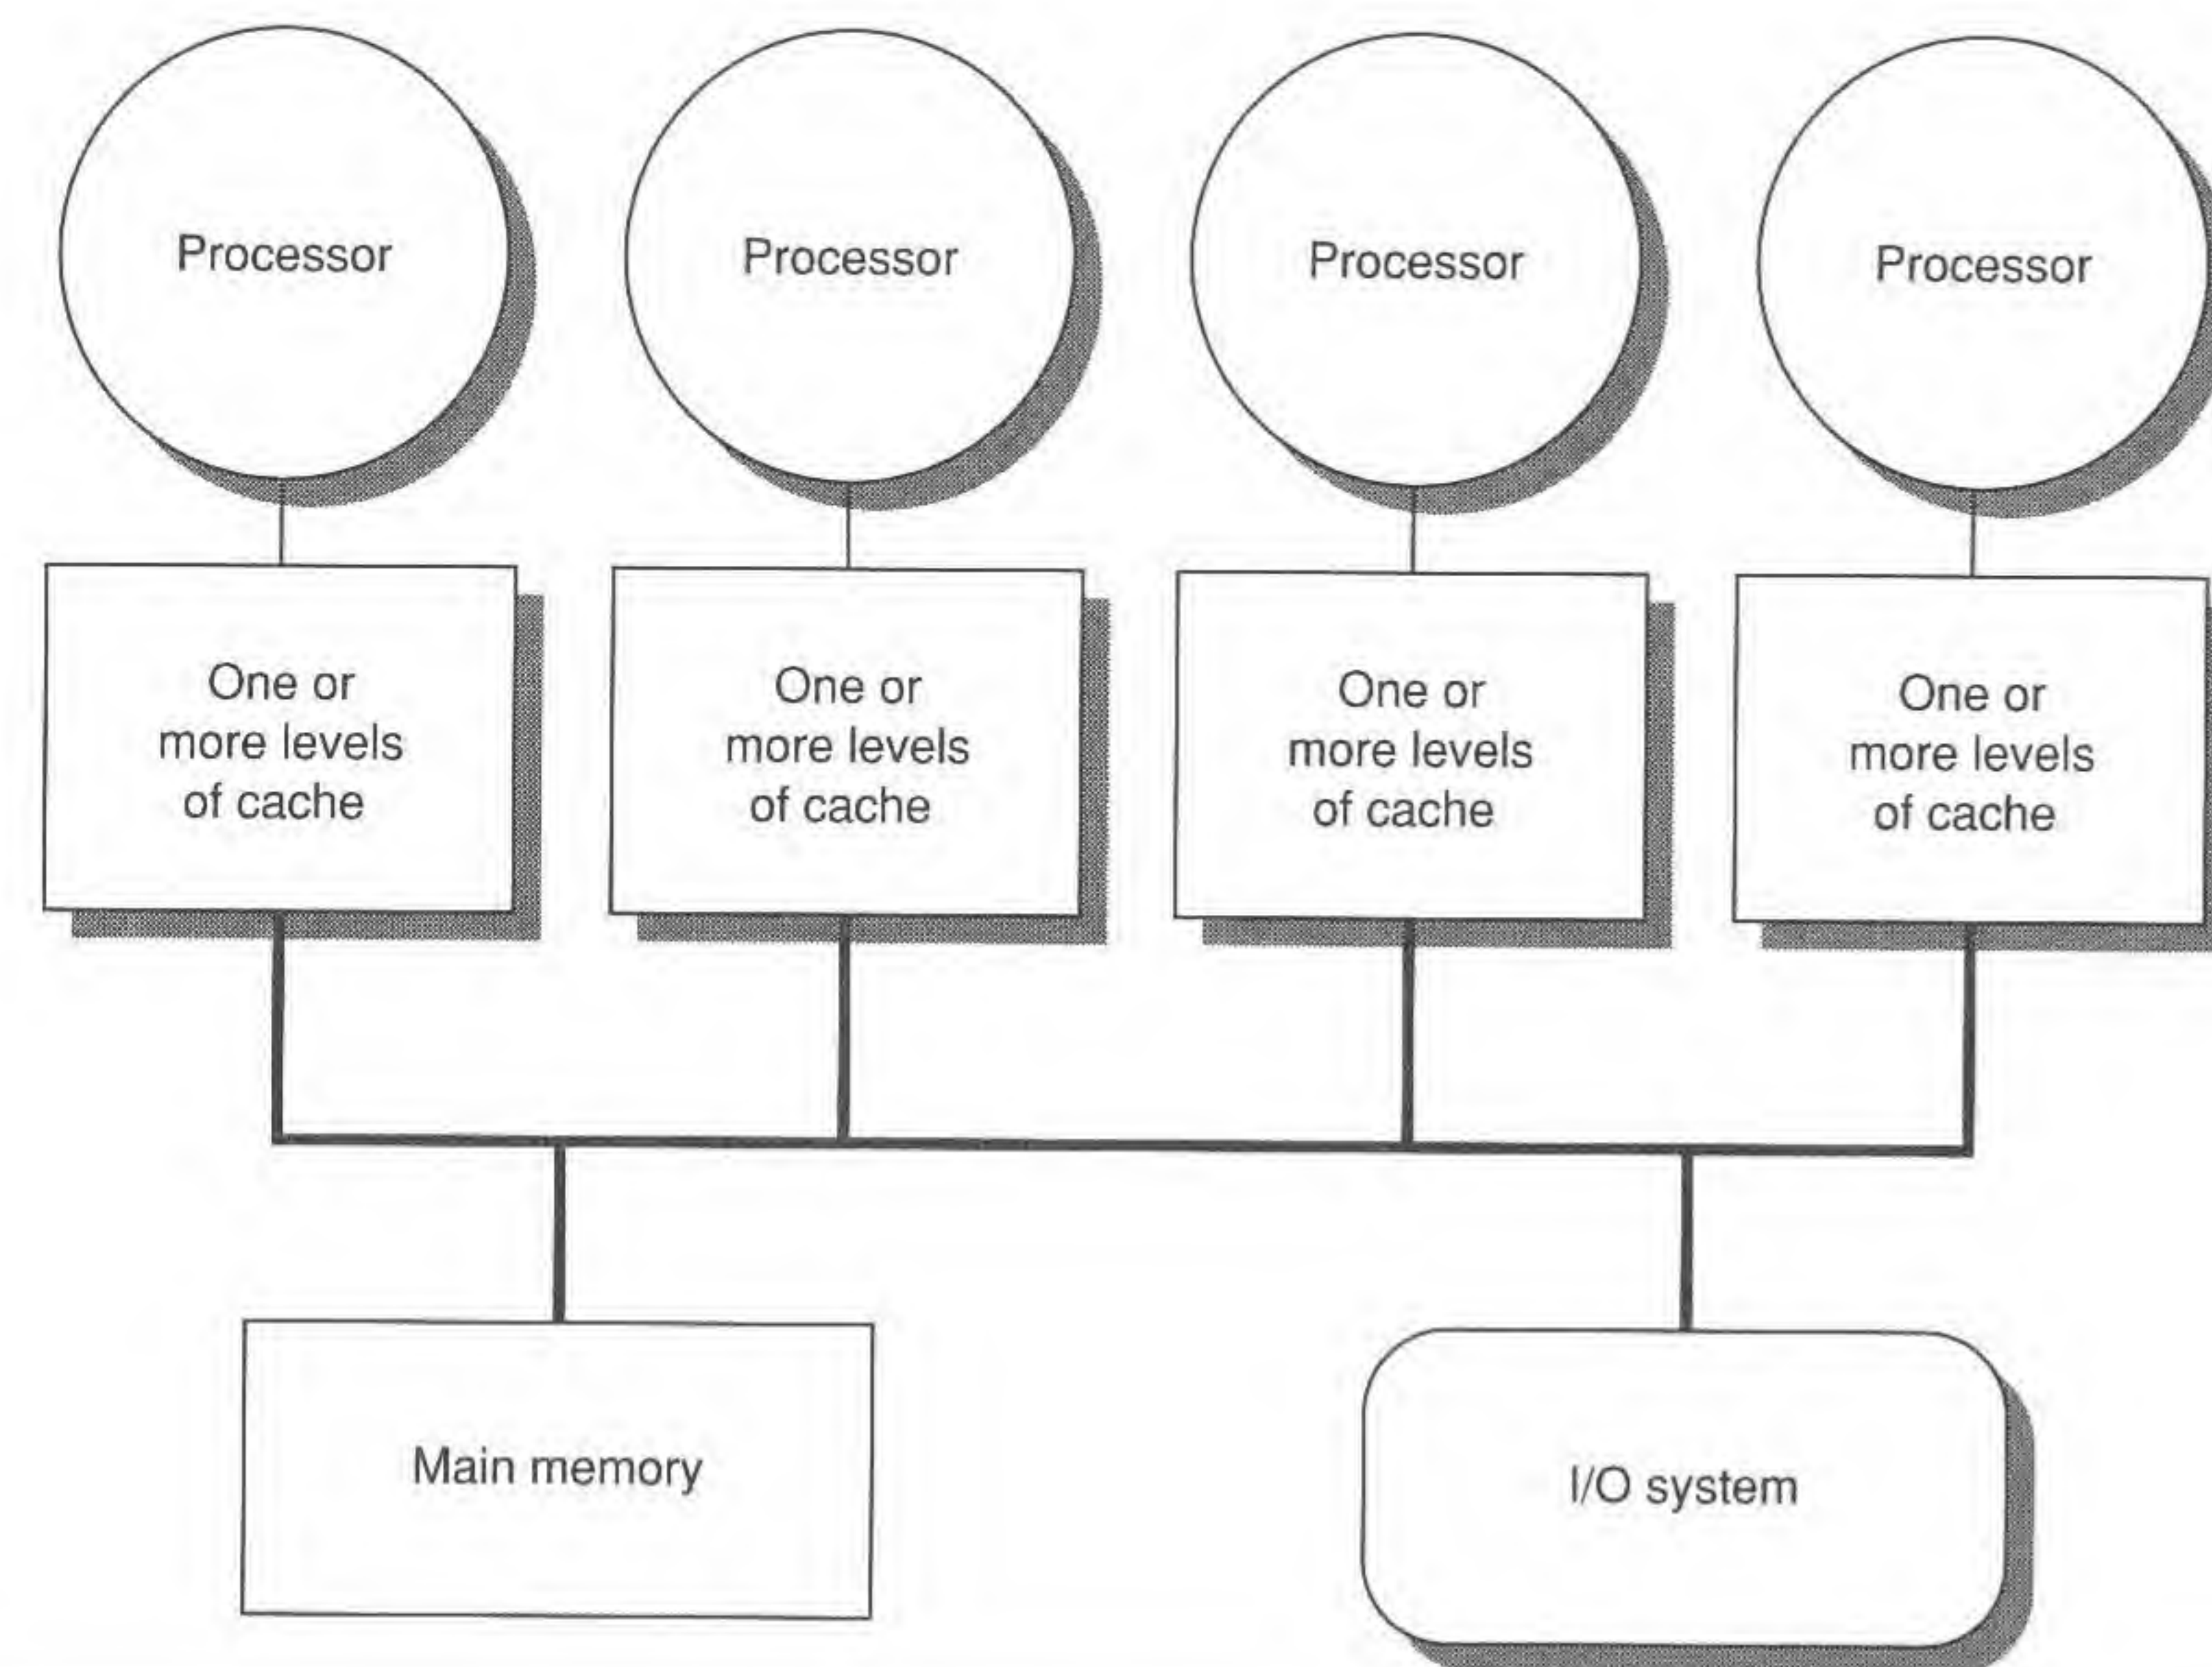 Processor
Processor
Processor
Processor
One or
more levels
of cache
One or
more levels
of cache
One or
more levels
of cache
One or
more levels
of cache
Main memory
I/O system